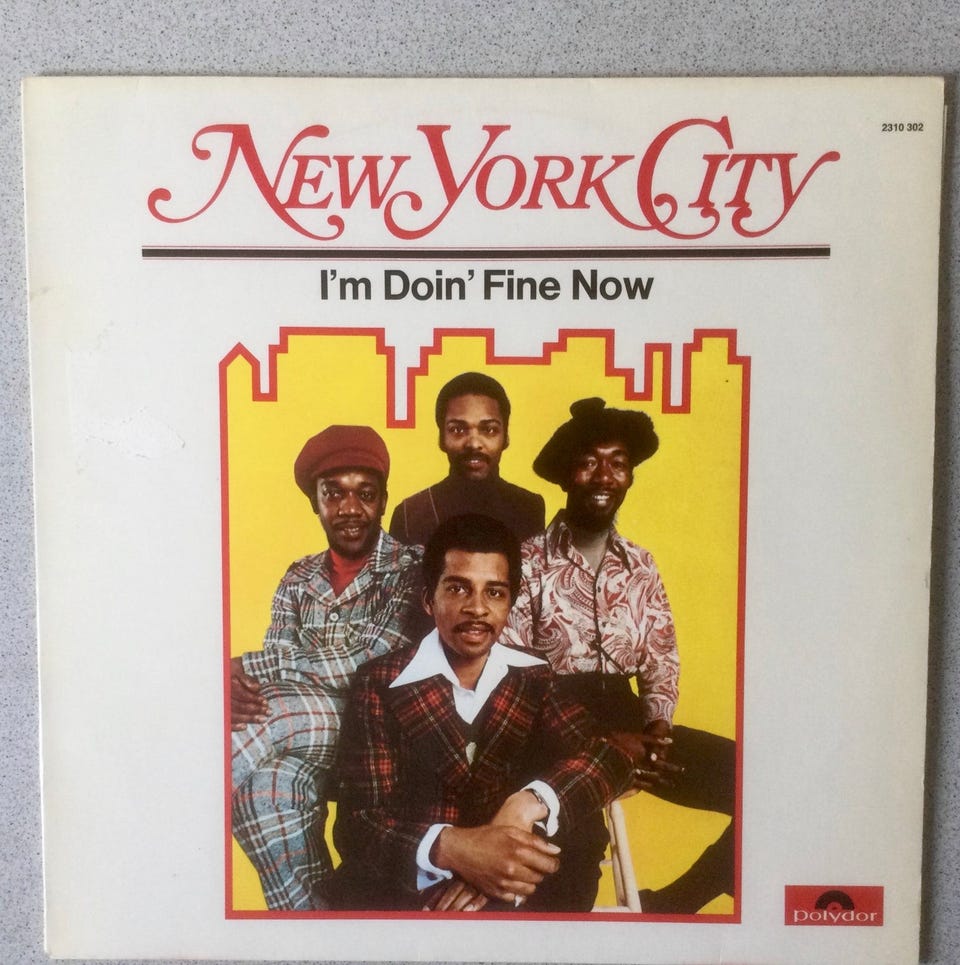 2310 302
NEW YORK CITY
I'm Doin' Fine Now
polydor